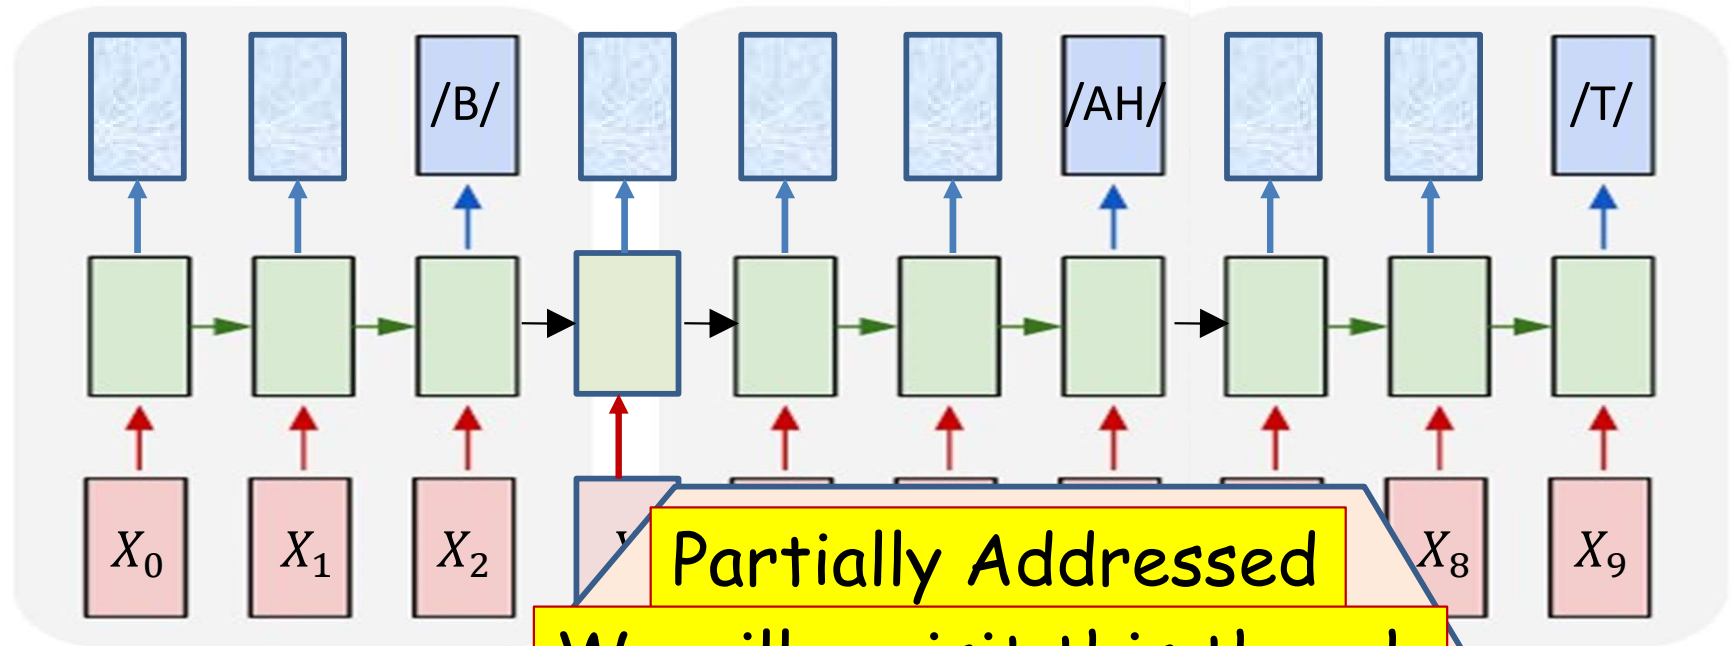 /B/ /AH/ /T/
X₀ X₁ X₂ X₈ X₉
Partially Addressed